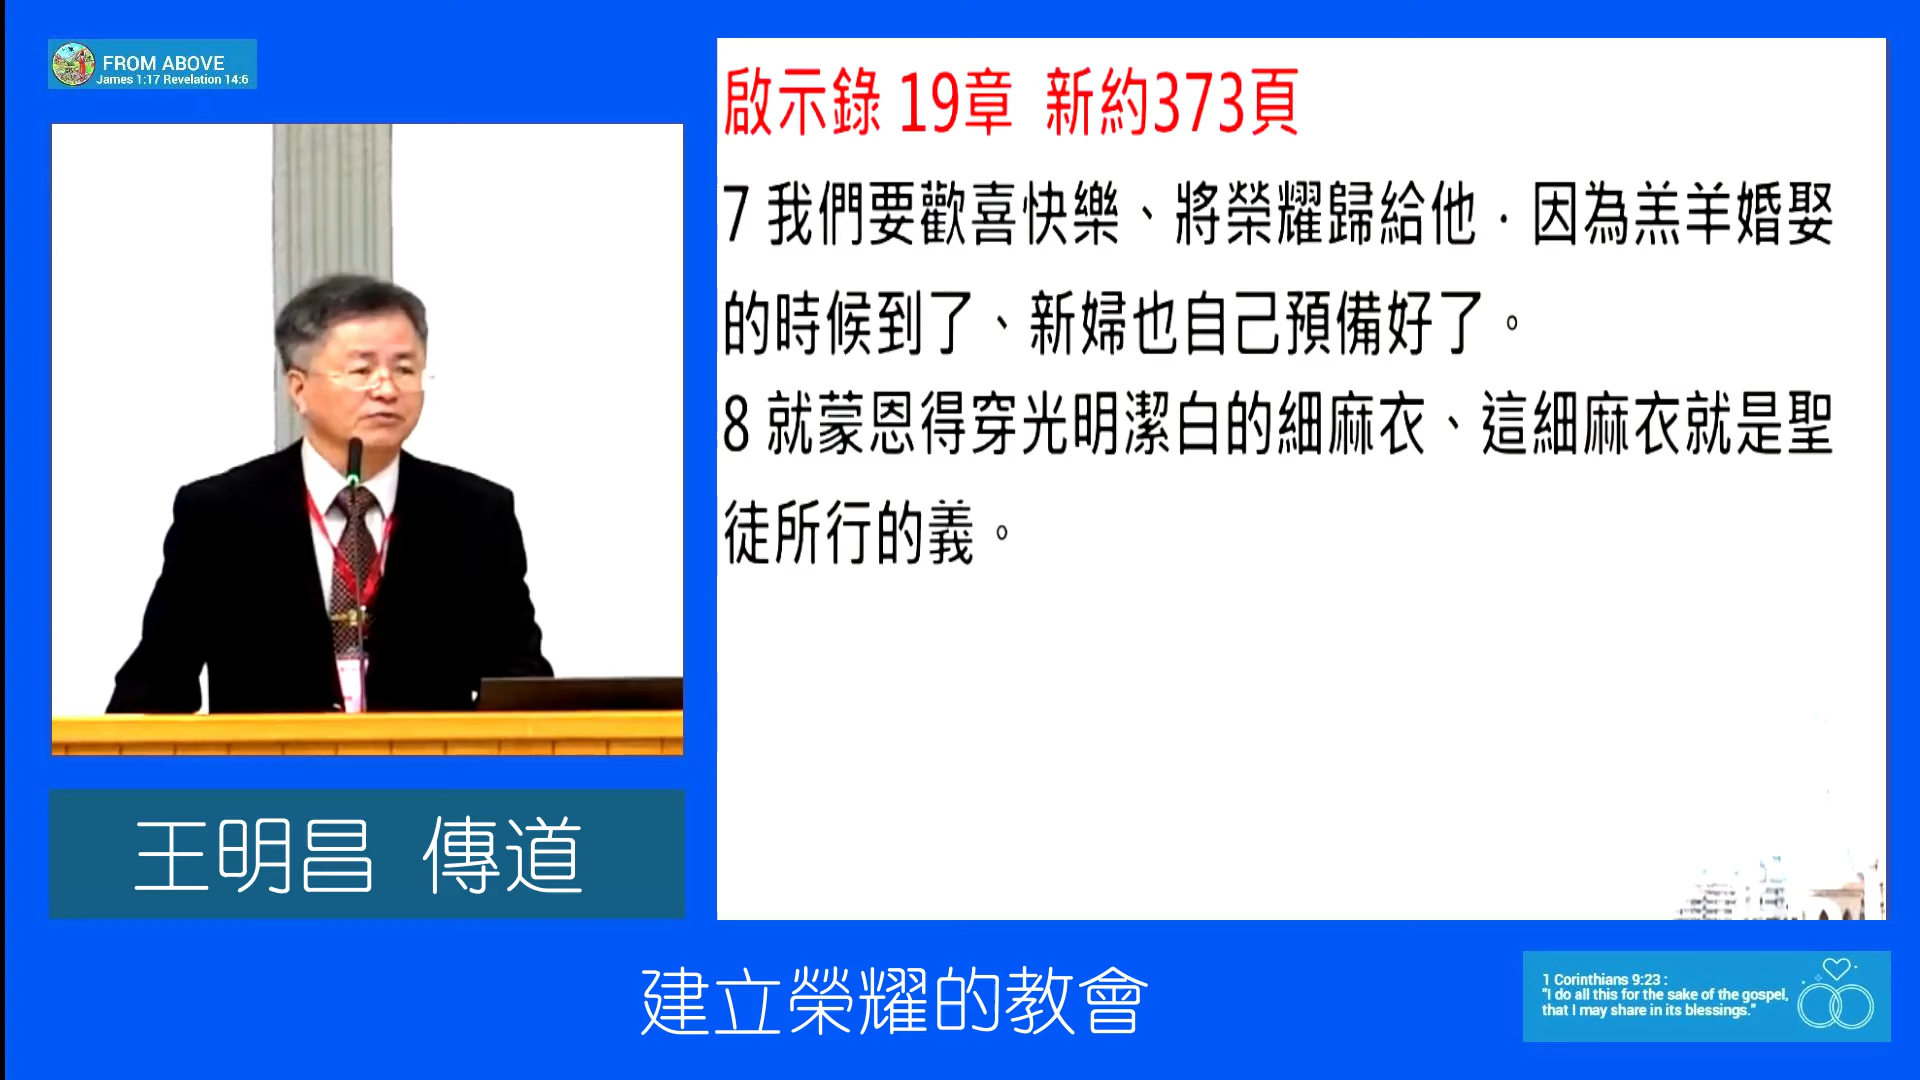 FROM ABOVE
James 1:17 Revelation 14:6
啟示錄 19章 新約373頁
7 我們要歡喜快樂、將榮耀歸給他．因為羔羊婚娶
的時候到了、新婦也自己預備好了。
8 就蒙恩得穿光明潔白的細麻衣、這細麻衣就是聖
徒所行的義。
王明昌 傳道
建立榮耀的教會
1 Corinthians 9:23 :
"I do all this for the sake of the gospel,
that I may share in its blessings."